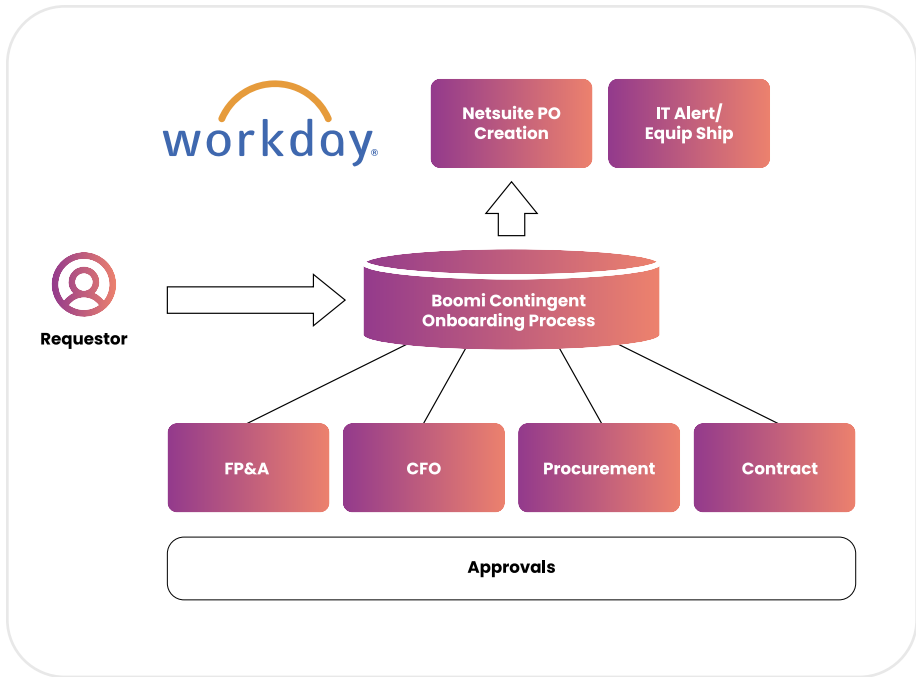 workday®
Netsuite PO
Creation
IT Alert/
Equip Ship
Requestor
Boomi Contingent
Onboarding Process
FP&A
CFO
Procurement
Contract
Approvals